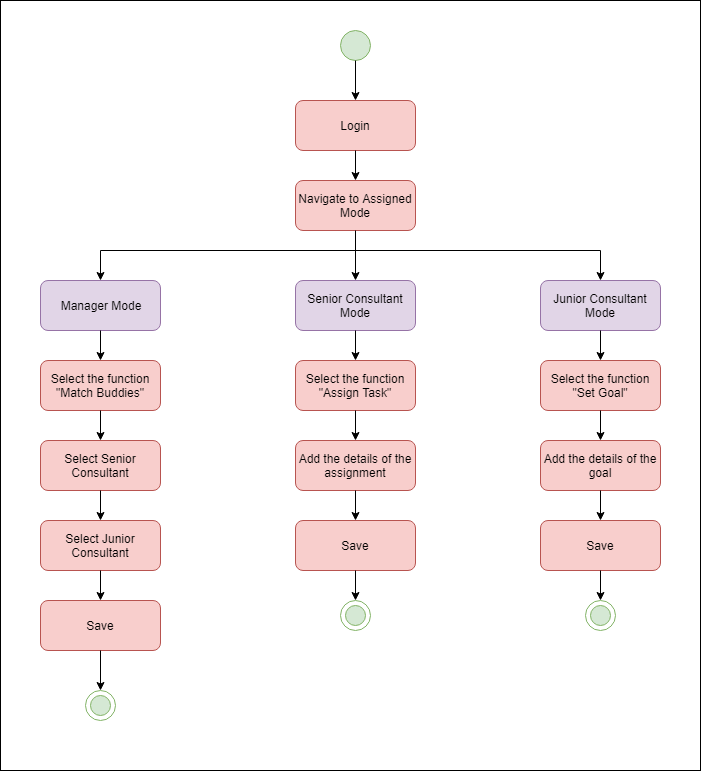 Login
Navigate to Assigned
Mode
Manager Mode
Senior Consultant
Mode
Junior Consultant
Mode
Select the function
"Match Buddies"
Select the function
"Assign Task"
Select the function
"Set Goal"
Select Senior
Consultant
Add the details of the
assignment
Add the details of the
goal
Select Junior
Consultant
Save
Save
Save